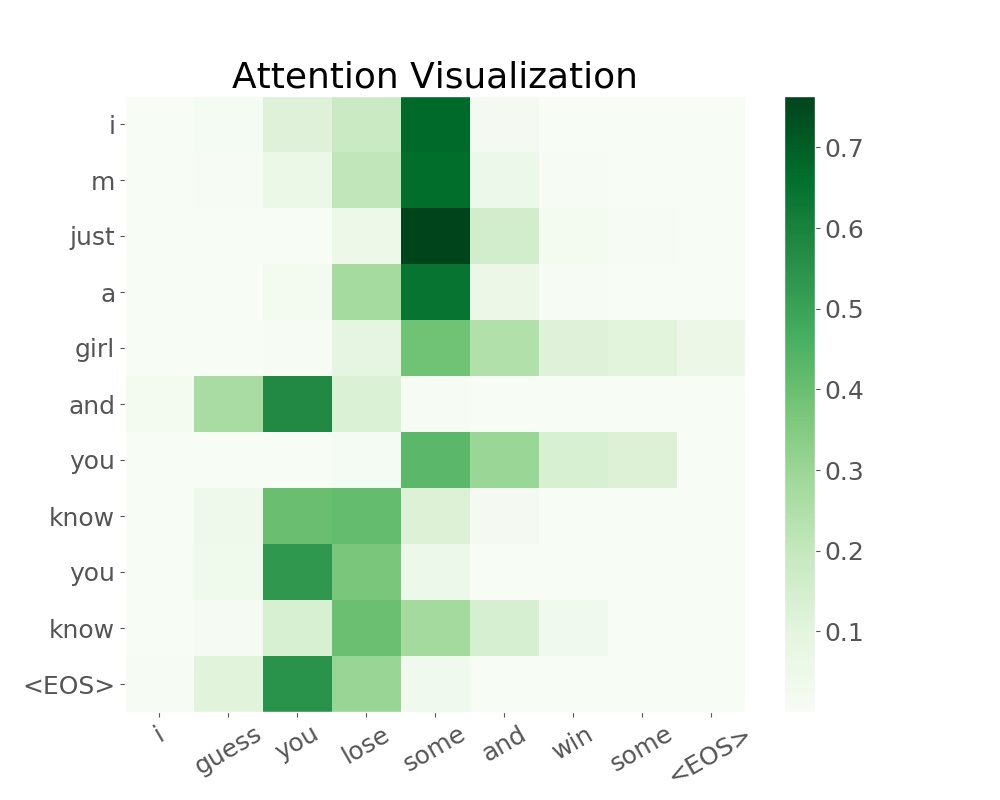 Attention Visualization
i
m
just
a
girl
and
you
know
you
know
<EOS>
i
guess
you
lose
some
and
win
some
<EOS>
0.7
0.6
0.5
0.4
0.3
0.2
0.1